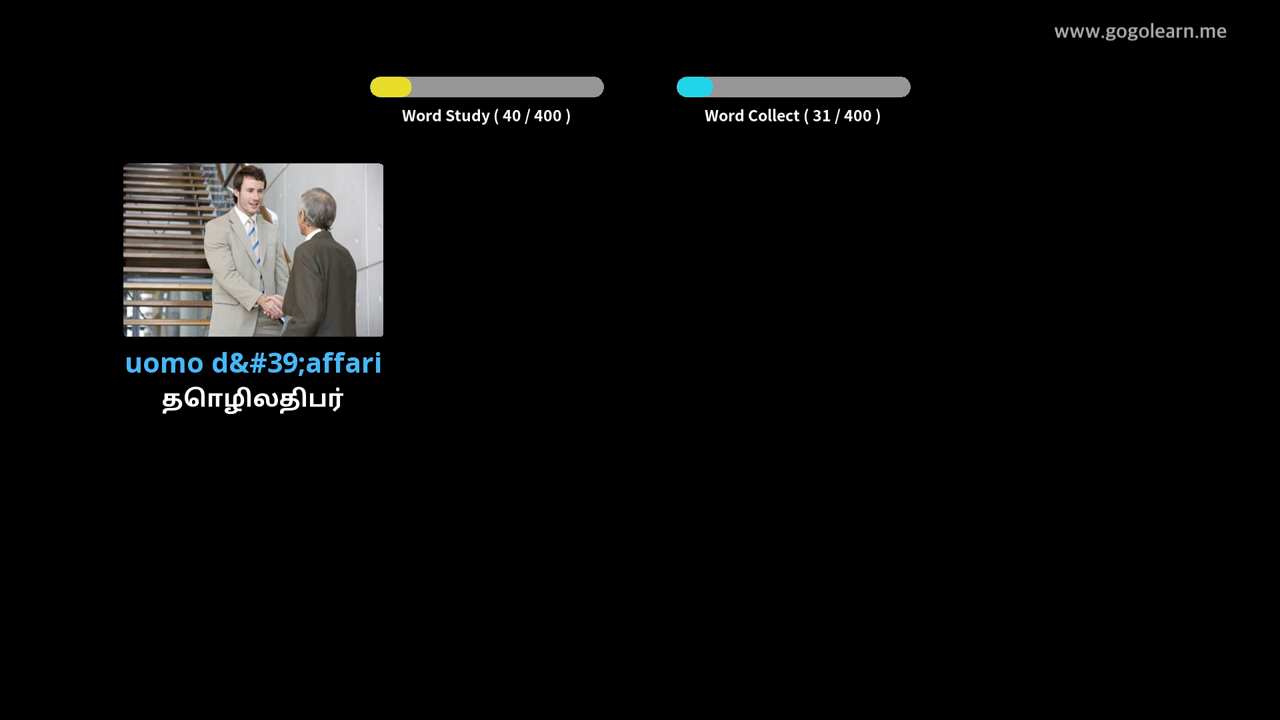 www.gogolearn.me
Word Study ( 40 / 400 )
Word Collect ( 31 / 400 )
uomo d&#39;affari
தொழிலதிபர்